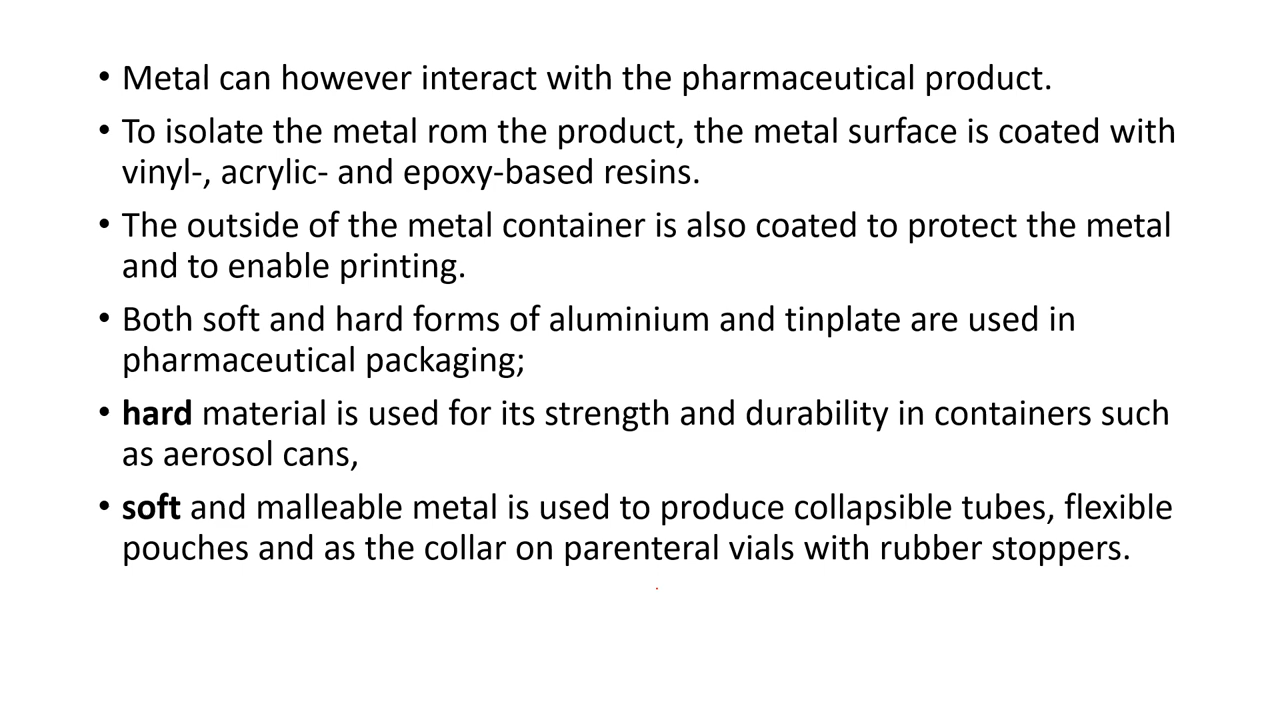 • Metal can however interact with the pharmaceutical product.
• To isolate the metal rom the product, the metal surface is coated with
vinyl-, acrylic- and epoxy-based resins.
• The outside of the metal container is also coated to protect the metal
and to enable printing.
• Both soft and hard forms of aluminium and tinplate are used in
pharmaceutical packaging;
• hard material is used for its strength and durability in containers such
as aerosol cans,
• soft and malleable metal is used to produce collapsible tubes, flexible
pouches and as the collar on parenteral vials with rubber stoppers.